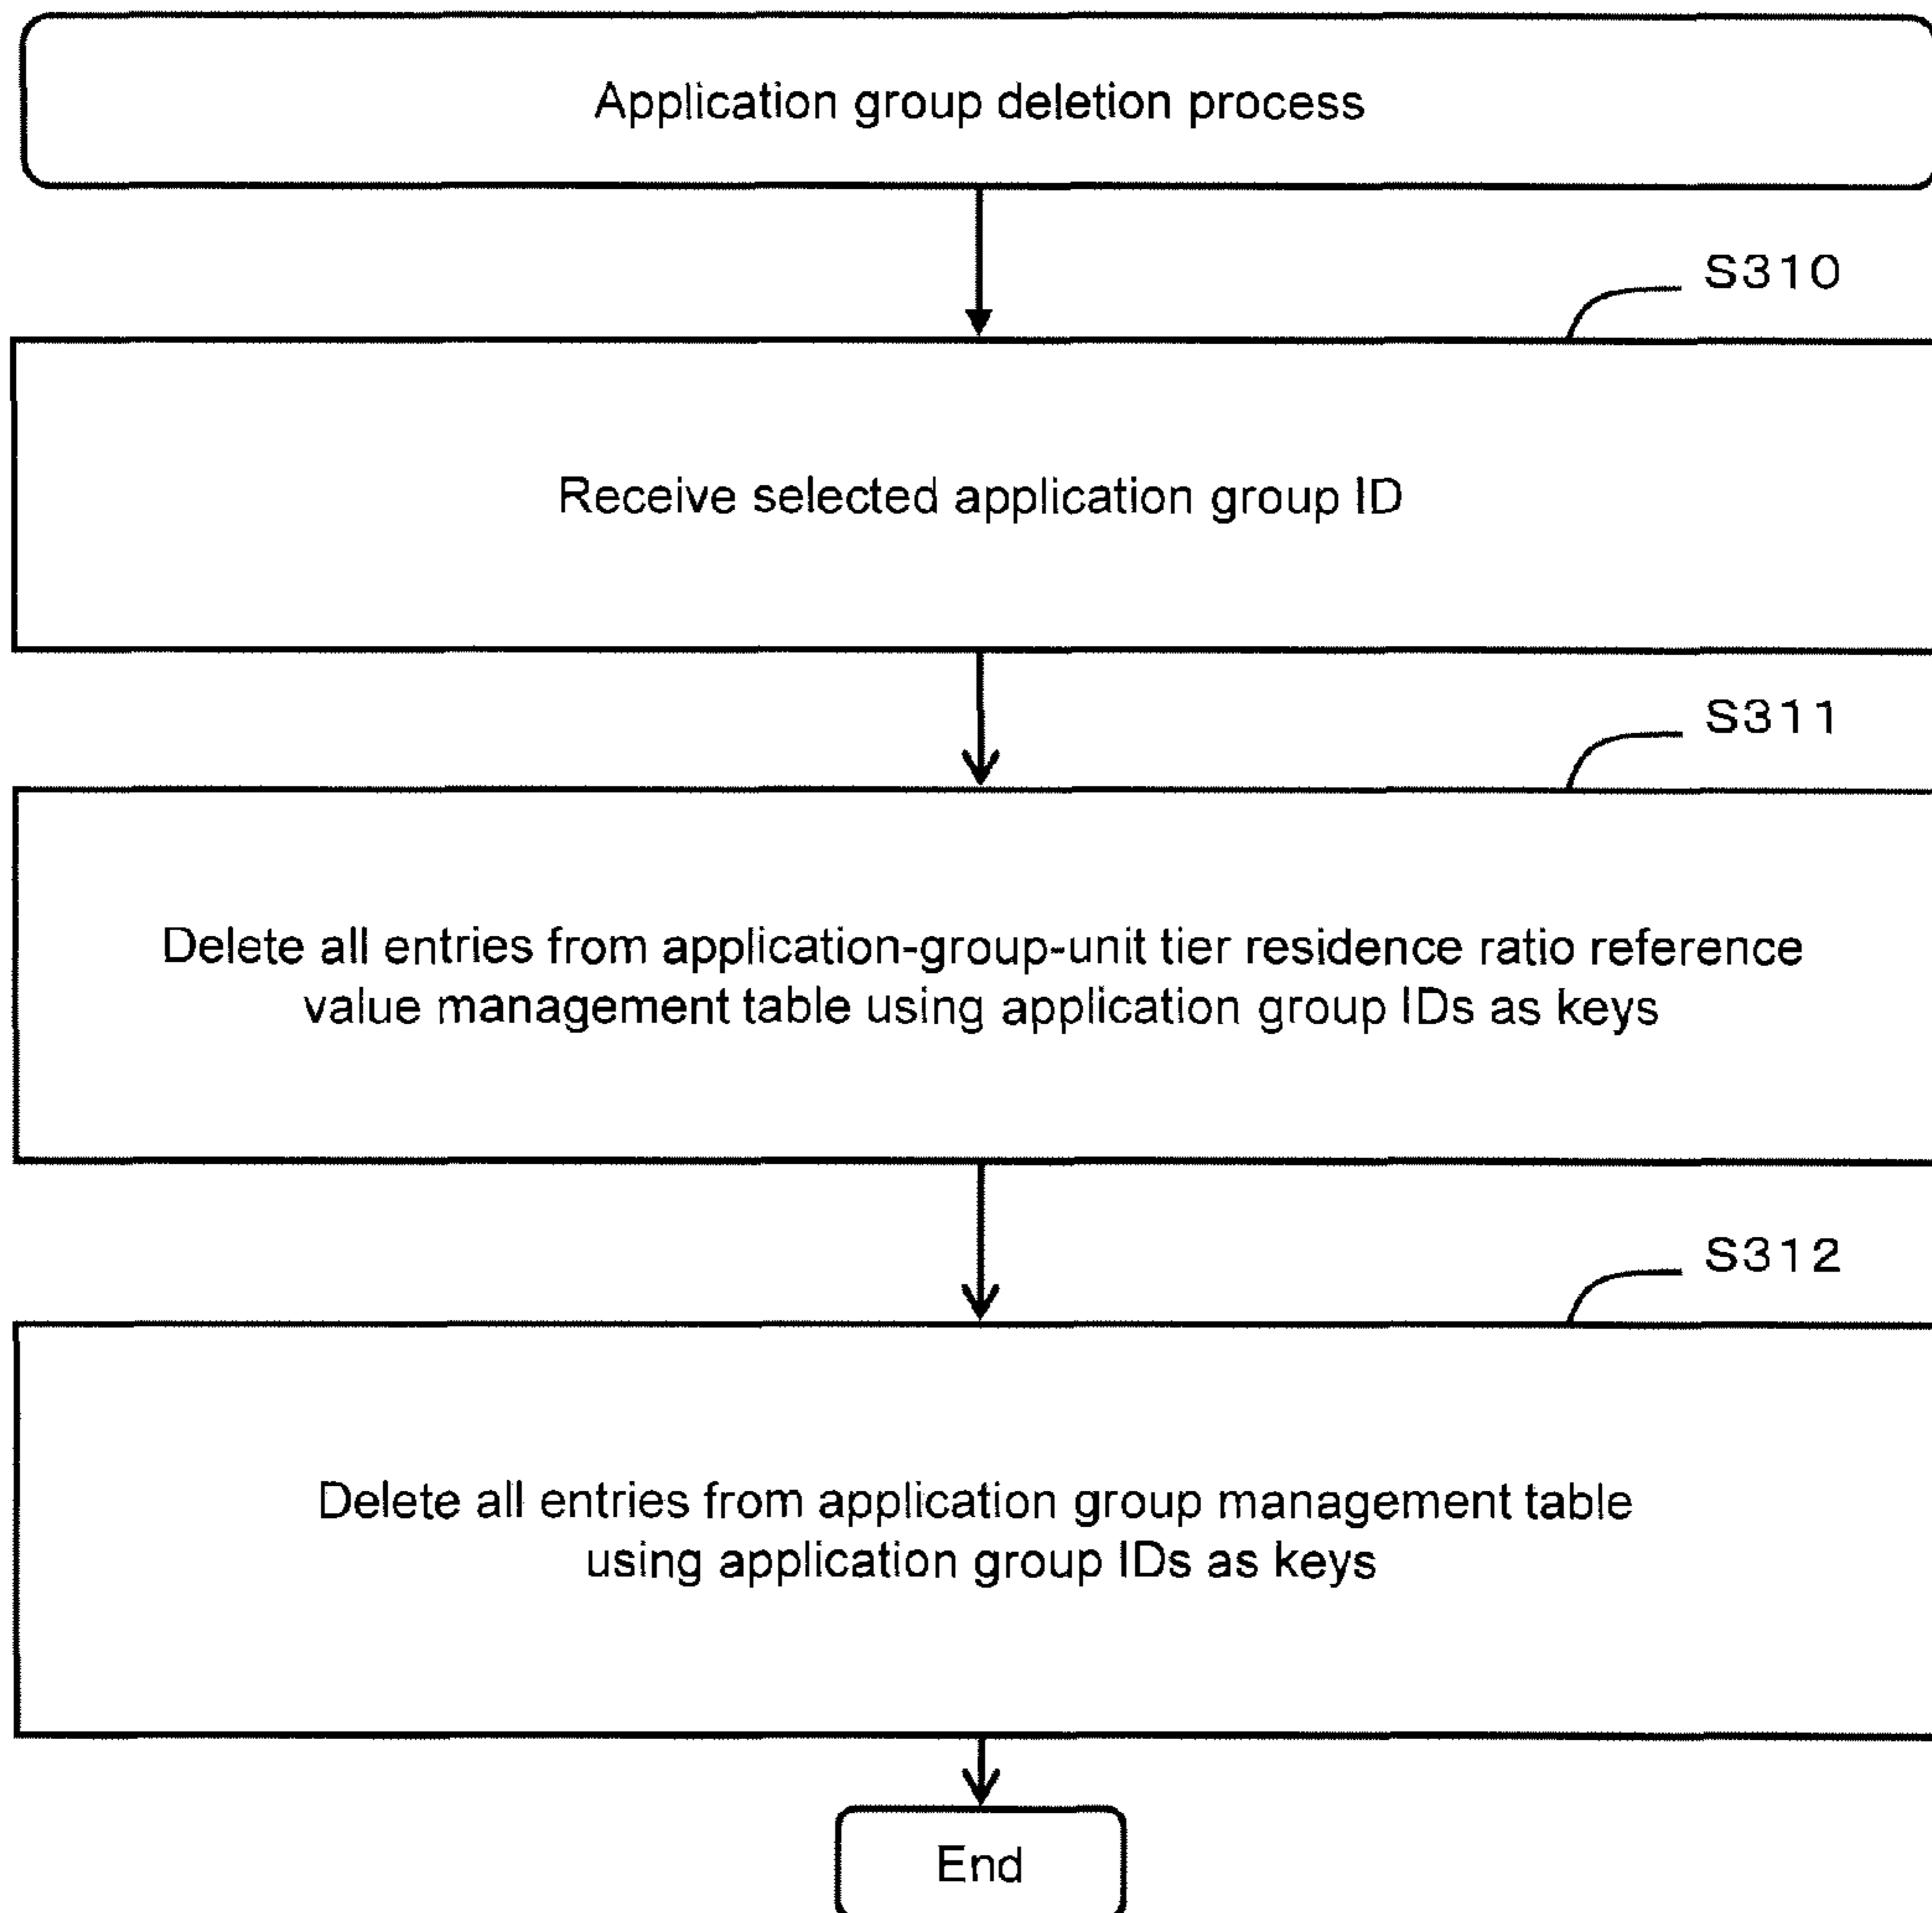 Application group deletion process
S310
Receive selected application group ID
S311
Delete all entries from application-group-unit tier residence ratio reference
value management table using application group IDs as keys
S312
Delete all entries from application group management table
using application group IDs as keys
End